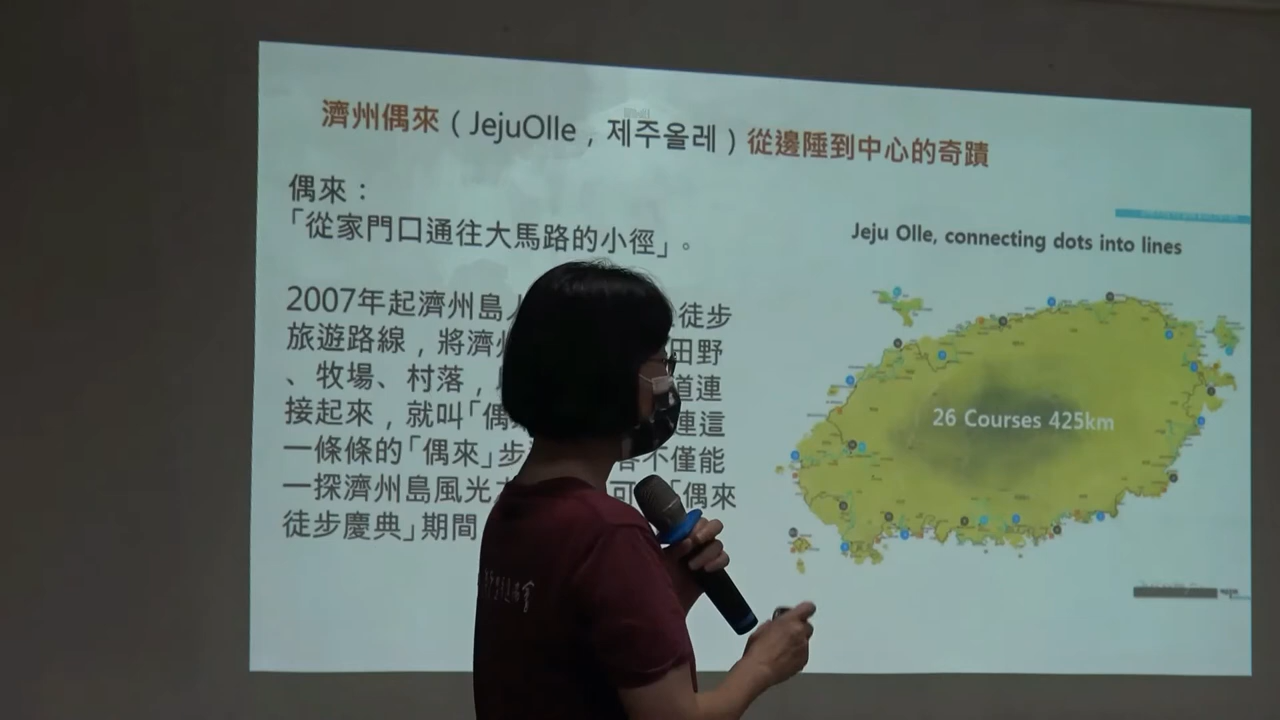 濟州偶來（JejuOlle，제주올레）從邊陲到中心的奇蹟
偶來：
「從家門口通往大馬路的小徑」。
2007年起濟州島 徒步
旅遊路線，將濟 田野
、牧場、村落， 道連
接起來，就叫「偶 連這
一條條的「偶來」步 不僅能
一探濟州島風光 可 「偶來
徒步慶典」期間
Jeju Olle, connecting dots into lines
26 Courses 425km